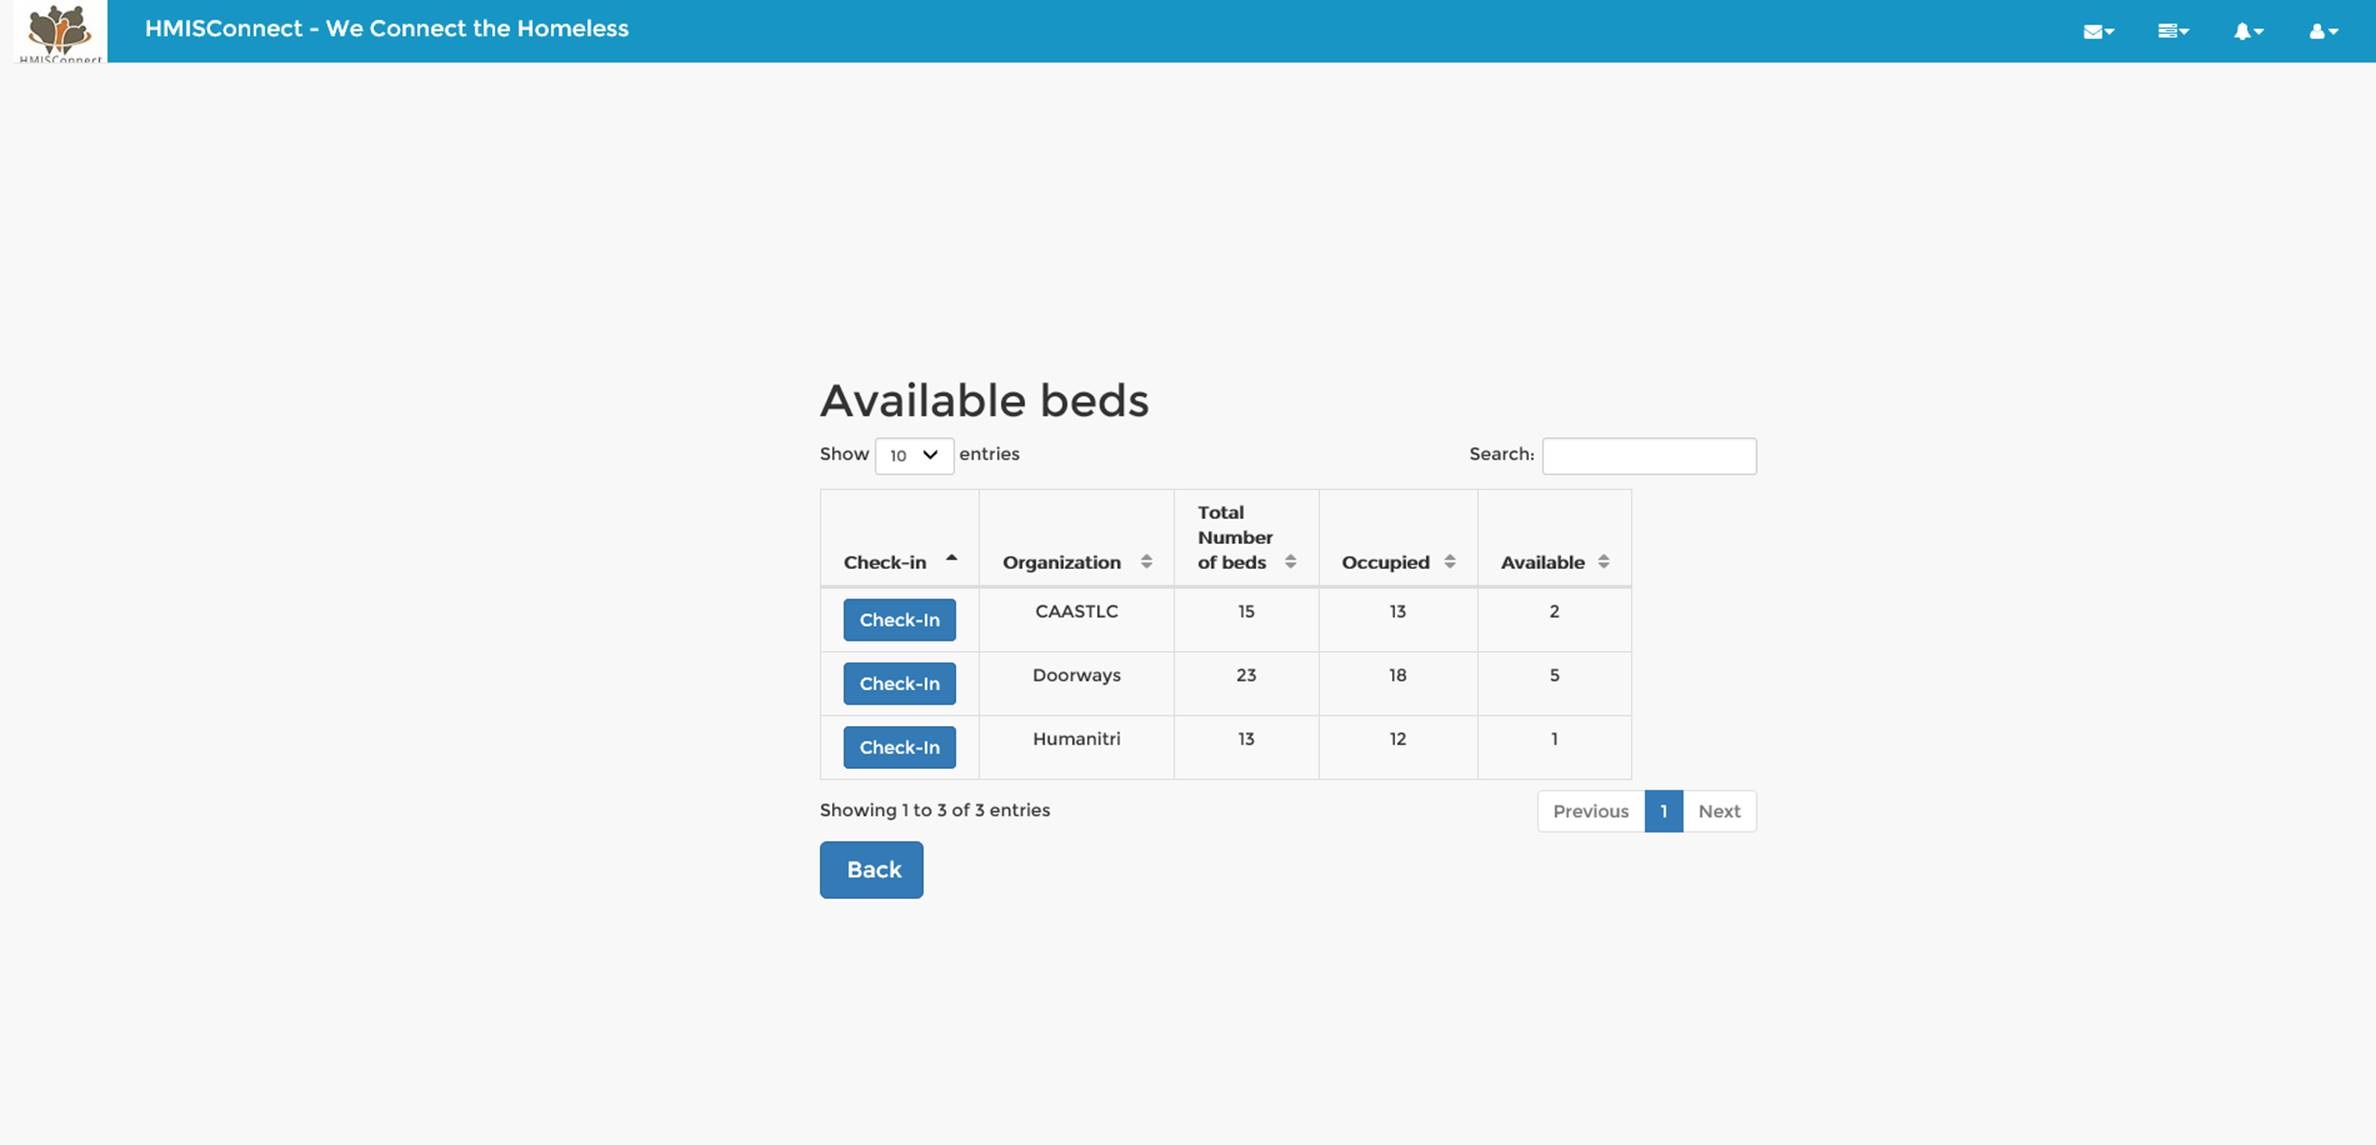 HMISConnect
HMISConnect - We Connect the Homeless
Available beds
Show 10 entries
Search:
Check-in Organization Total Number of beds Occupied Available
Check-In CAASTLC 15 13 2
Check-In Doorways 23 18 5
Check-In Humanitri 13 12 1
Showing 1 to 3 of 3 entries
Previous 1 Next
Back